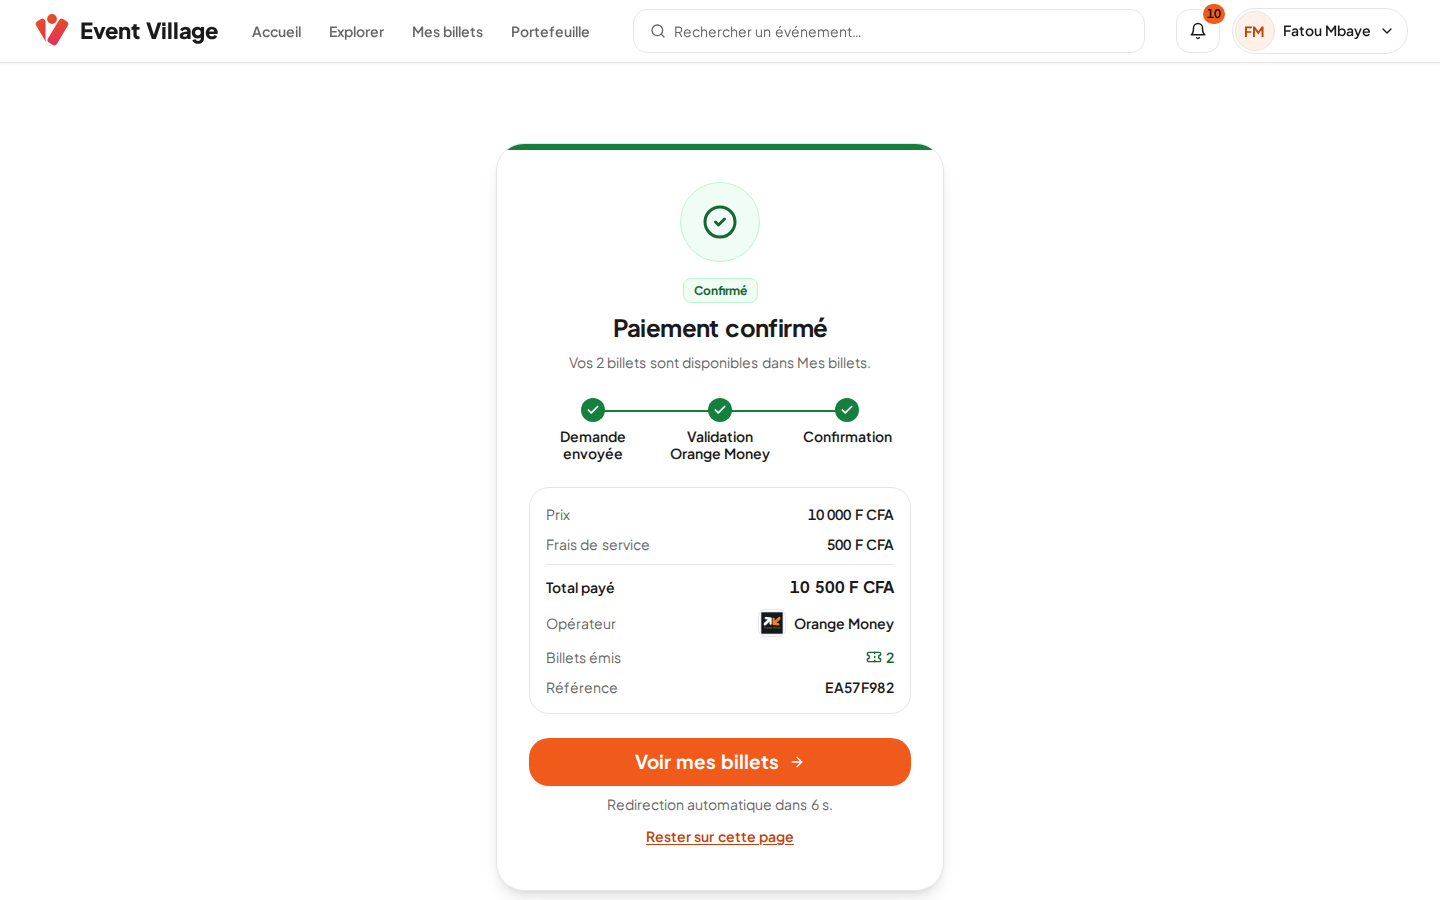 Event Village
Accueil
Explorer
Mes billets
Portefeuille
Rechercher un événement...
10
FM
Fatou Mbaye
Confirmé
Paiement confirmé
Vos 2 billets sont disponibles dans Mes billets.
Demande
envoyée
Validation
Orange Money
Confirmation
Prix
10 000 F CFA
Frais de service
500 F CFA
Total payé
10 500 F CFA
Opérateur
Orange Money
Billets émis
2
Référence
EA57F982
Voir mes billets
Redirection automatique dans 6 s.
Rester sur cette page